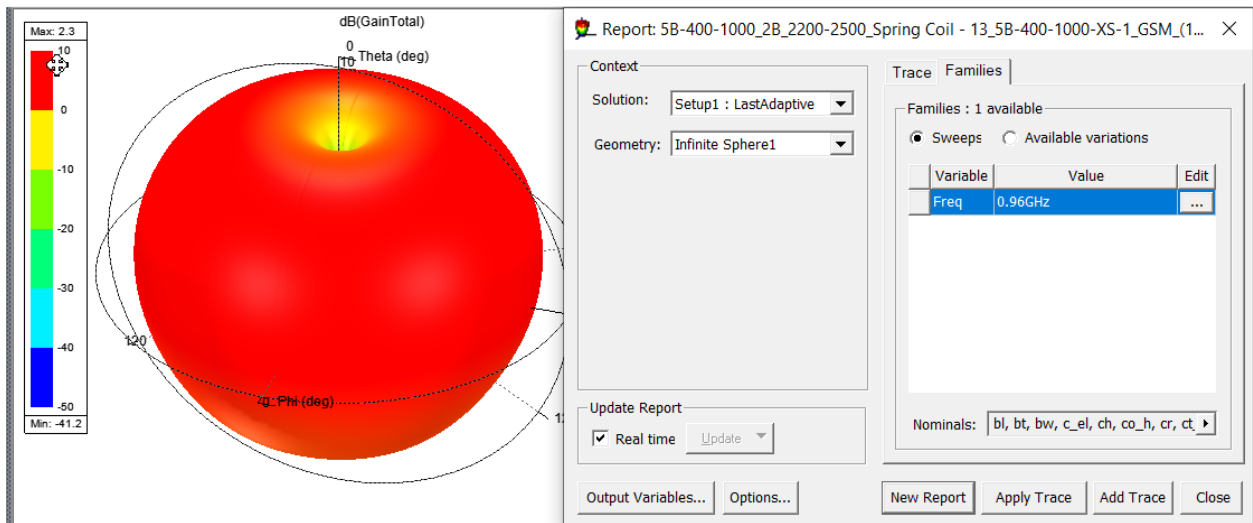 Max: 2.3
10
0
-10
-20
-30
-40
-50
Min: -41.2
dB(GainTotal)
0
10
Theta (deg)
120
Phi (deg)
Report: 5B-400-1000_2B_2200-2500_Spring Coil - 13_5B-400-1000-XS-1_GSM_(1...
Context
Solution: Setup1 : LastAdaptive
Geometry: Infinite Sphere1
Update Report
Real time Update
Output Variables... Options...
Trace Families
Families : 1 available
Sweeps Available variations
Variable Value Edit
Freq 0.96GHz ...
Nominals: bl, bt, bw, c_el, ch, co_h, cr, ct_
New Report Apply Trace Add Trace Close